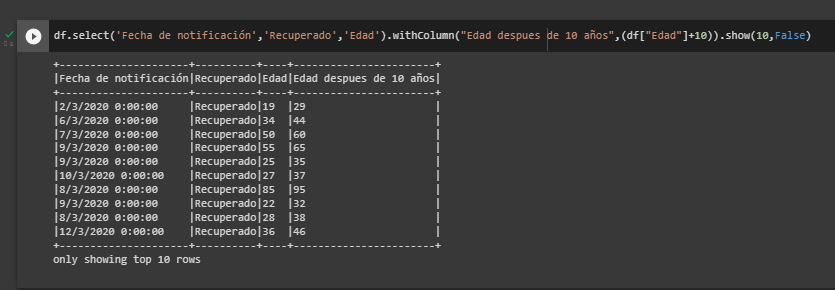 df.select('Fecha de notificación','Recuperado','Edad').withColumn("Edad despues de 10 años",(df["Edad"]+10)).show(10,False)
+---------------------+----------+----+-----------------------+
|Fecha de notificación|Recuperado|Edad|Edad despues de 10 años|
+---------------------+----------+----+-----------------------+
|2/3/2020 0:00:00     |Recuperado|19  |29                     |
|6/3/2020 0:00:00     |Recuperado|34  |44                     |
|7/3/2020 0:00:00     |Recuperado|50  |60                     |
|9/3/2020 0:00:00     |Recuperado|55  |65                     |
|9/3/2020 0:00:00     |Recuperado|25  |35                     |
|10/3/2020 0:00:00    |Recuperado|27  |37                     |
|8/3/2020 0:00:00     |Recuperado|85  |95                     |
|9/3/2020 0:00:00     |Recuperado|22  |32                     |
|8/3/2020 0:00:00     |Recuperado|28  |38                     |
|12/3/2020 0:00:00    |Recuperado|36  |46                     |
+---------------------+----------+----+-----------------------+
only showing top 10 rows